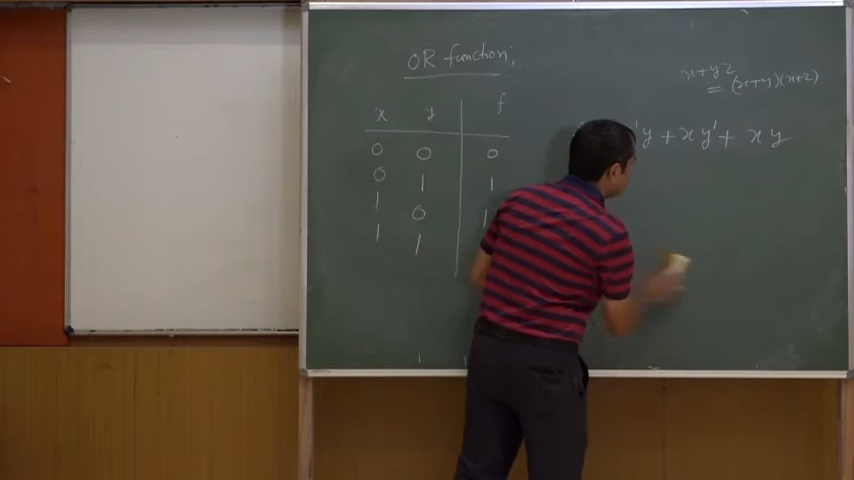 OR function;
x y f
0 0 0
0 1 1
1 0 1
1 1
x+yz
= (x+y)(x+z)
'y + xy' + xy